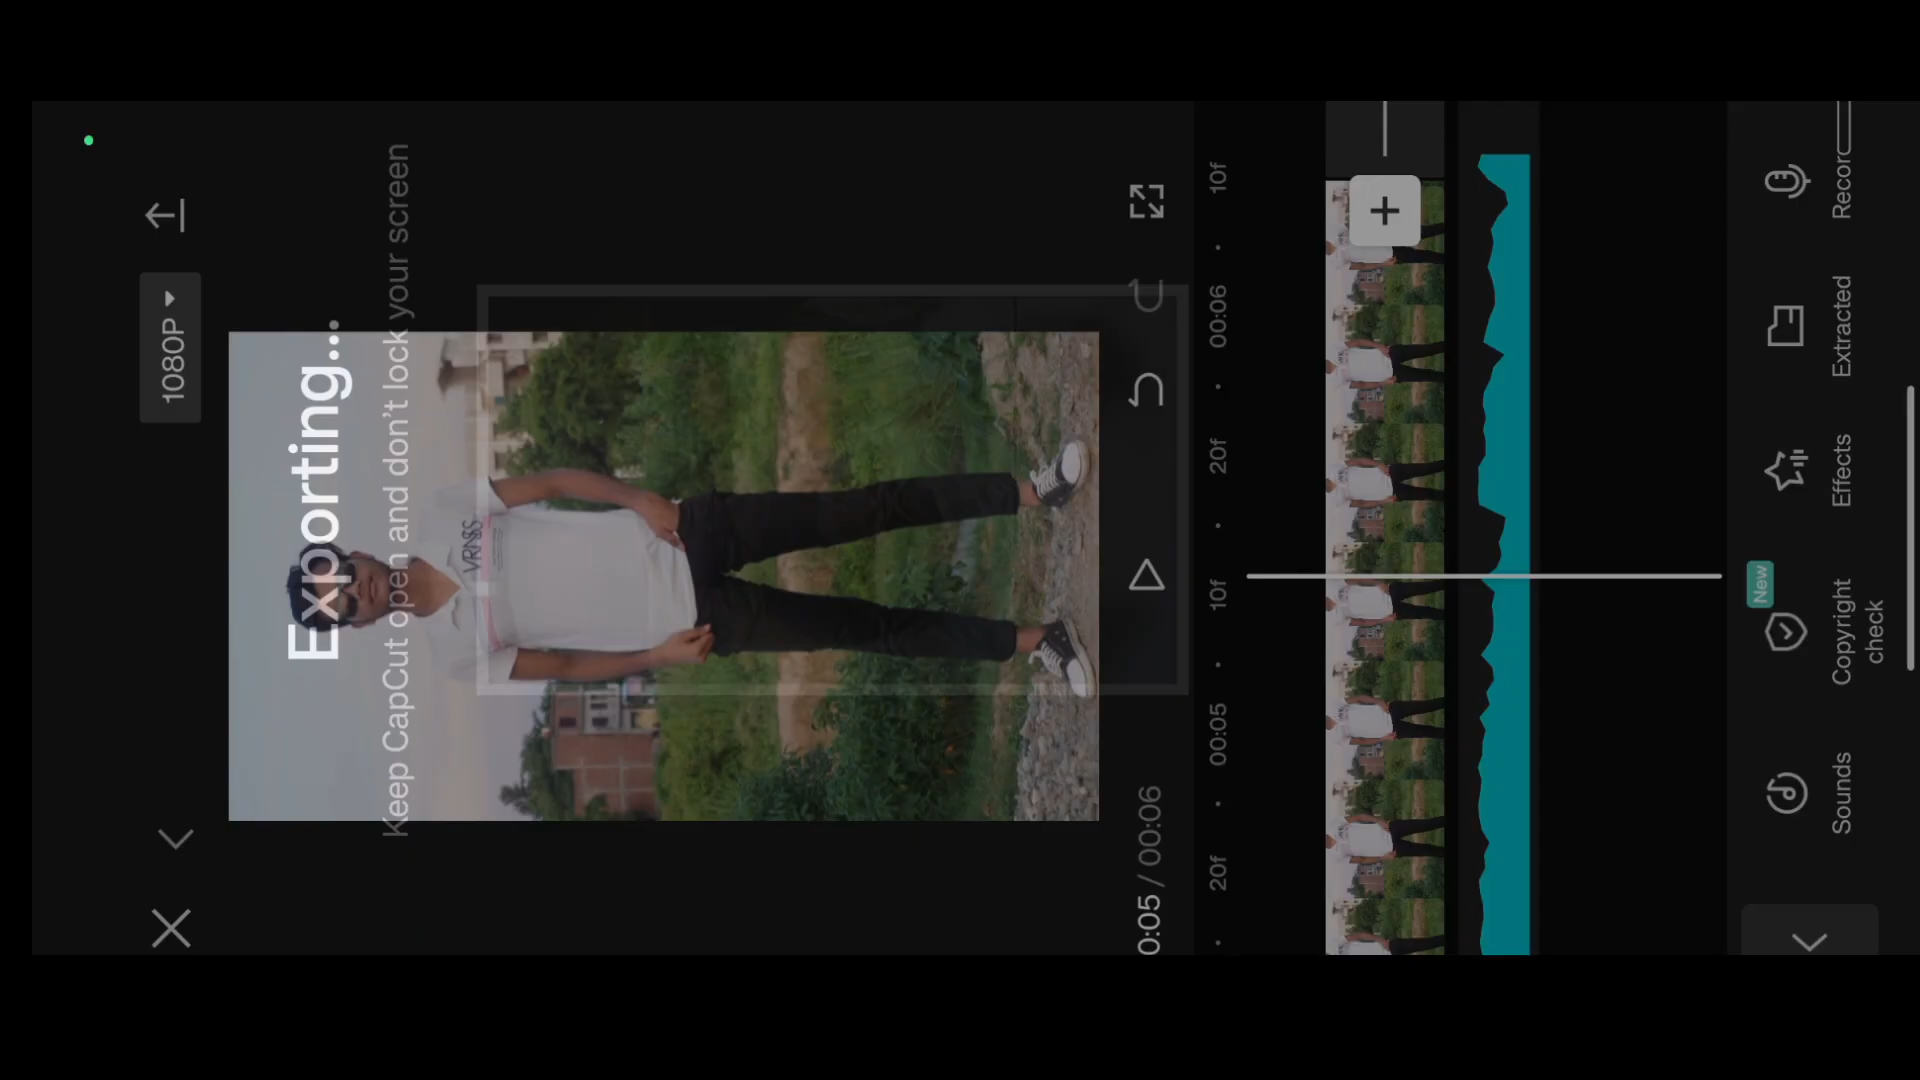 1080P
Exporting...
Keep CapCut open and don't lock your screen
VRNSS
0:05 / 00:06
20f
00:05
10f
20f
00:06
10f
Sounds
New
Copyright
check
Effects
Extracted
Recor